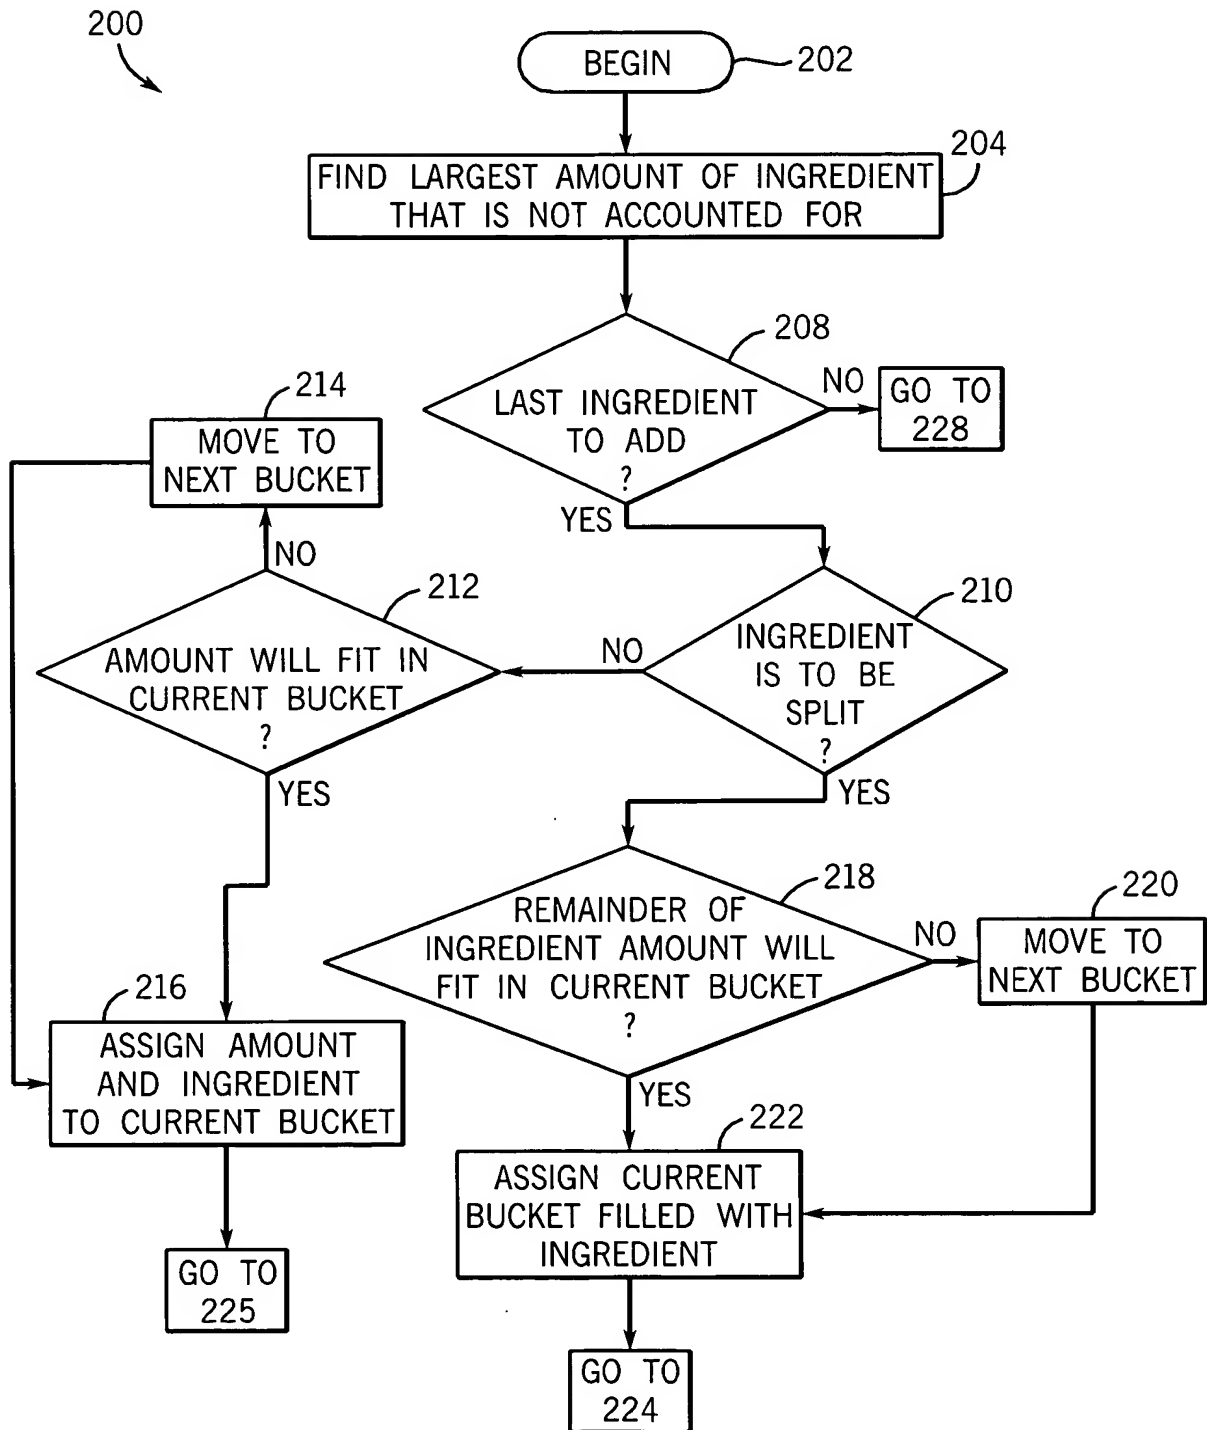 200
BEGIN
202
204
FIND LARGEST AMOUNT OF INGREDIENT
THAT IS NOT ACCOUNTED FOR
208
LAST INGREDIENT
TO ADD
?
NO
GO TO
228
YES
214
MOVE TO
NEXT BUCKET
NO
212
AMOUNT WILL FIT IN
CURRENT BUCKET
?
YES
210
INGREDIENT
IS TO BE
SPLIT
?
NO
YES
218
REMAINDER OF
INGREDIENT AMOUNT WILL
FIT IN CURRENT BUCKET
?
NO
220
MOVE TO
NEXT BUCKET
216
ASSIGN AMOUNT
AND INGREDIENT
TO CURRENT BUCKET
YES
222
ASSIGN CURRENT
BUCKET FILLED WITH
INGREDIENT
GO TO
225
GO TO
224